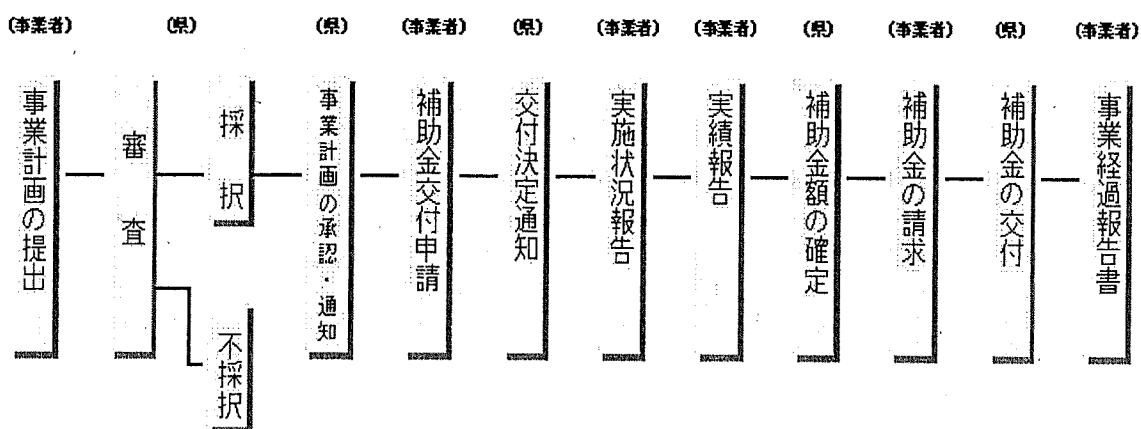 (事業者)
(県)
(県)
(事業者)
(県)
(事業者)
(事業者)
(県)
(事業者)
(県)
(事業者)
事業計画の提出
審査
採択
不採択
事業計画の承認・通知
補助金交付申請
交付決定通知
実施状況報告
実績報告
補助金額の確定
補助金の請求
補助金の交付
事業経過報告書